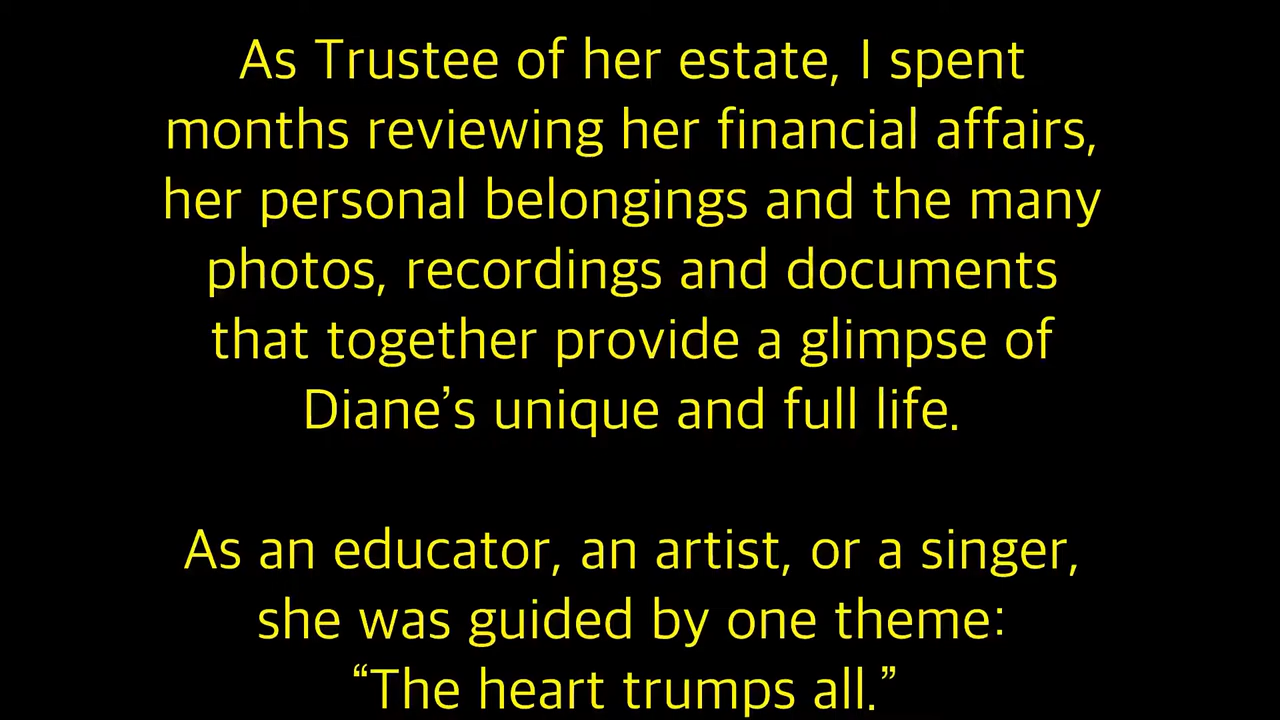 As Trustee of her estate, I spent
months reviewing her financial affairs,
her personal belongings and the many
photos, recordings and documents
that together provide a glimpse of
Diane’s unique and full life.
As an educator, an artist, or a singer,
she was guided by one theme:
“The heart trumps all.”